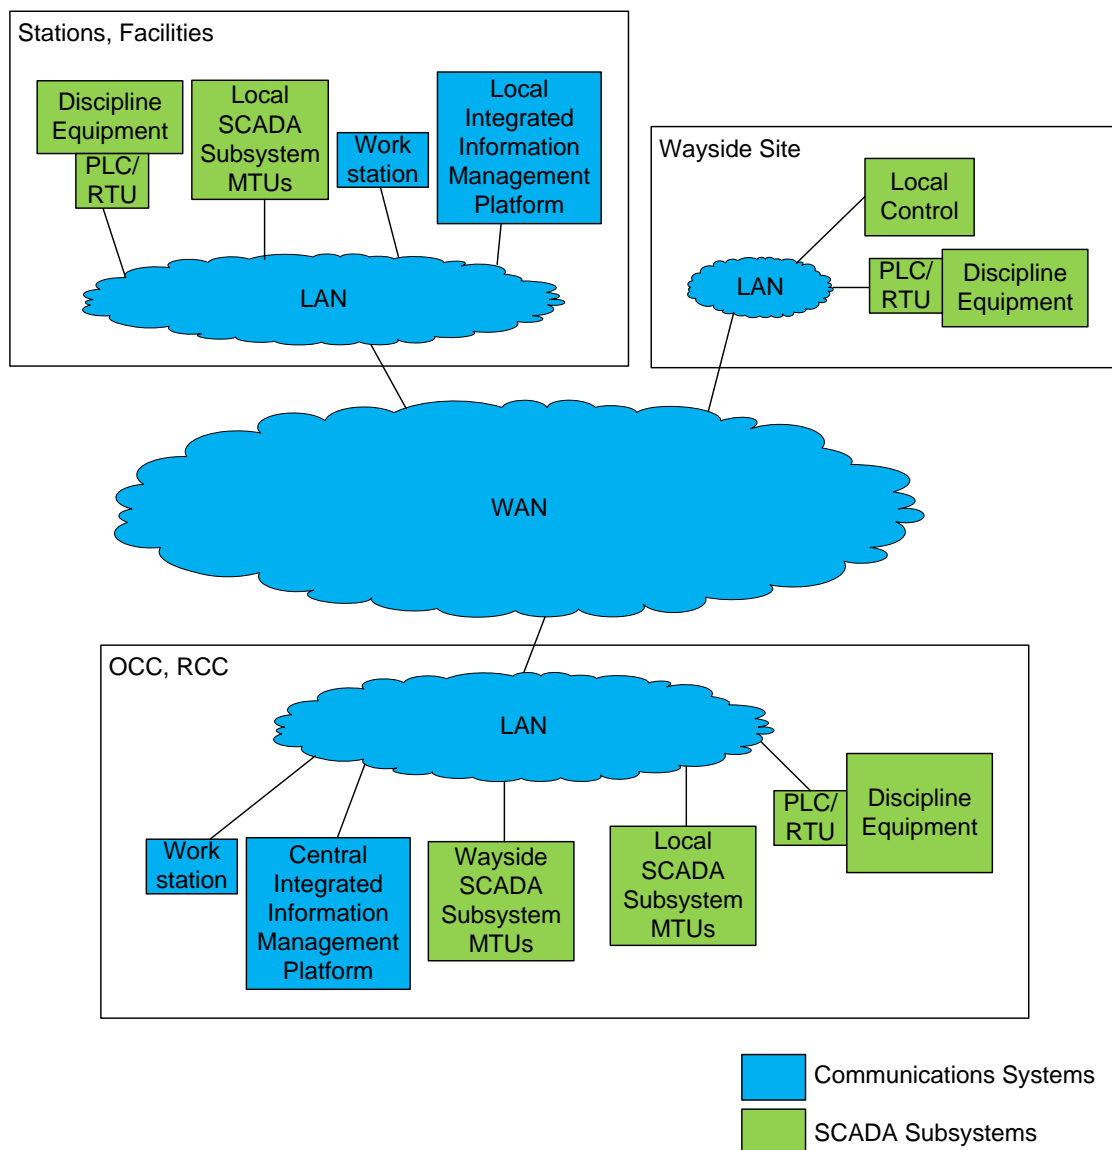 Stations, Facilities
Discipline
Equipment
PLC/
RTU
Local
SCADA
Subsystem
MTUs
Work
station
Local
Integrated
Information
Management
Platform
LAN
Wayside Site
Local
Control
LAN
PLC/
RTU
Discipline
Equipment
WAN
OCC, RCC
LAN
Work
station
Central
Integrated
Information
Management
Platform
Wayside
SCADA
Subsystem
MTUs
Local
SCADA
Subsystem
MTUs
PLC/
RTU
Discipline
Equipment
Communications Systems
SCADA Subsystems